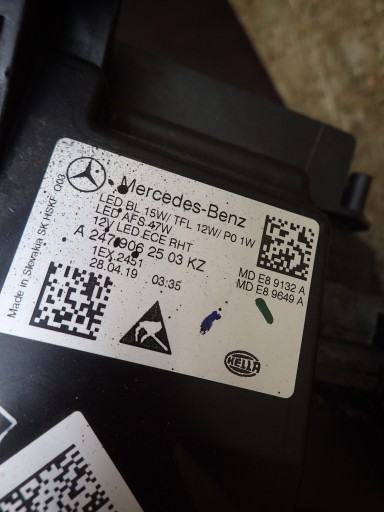 Mercedes-Benz
LED BL 15W/ TFL 12W/ PO 1W
LED AFS 47W
12V LED ECE RHT
A 247 906 25 03 KZ
1EX.2451
28.04.19 03:35
MD E8 9132 A
MD E8 9649 A
Made in Slovakia SK-HSKF 003
HELLA